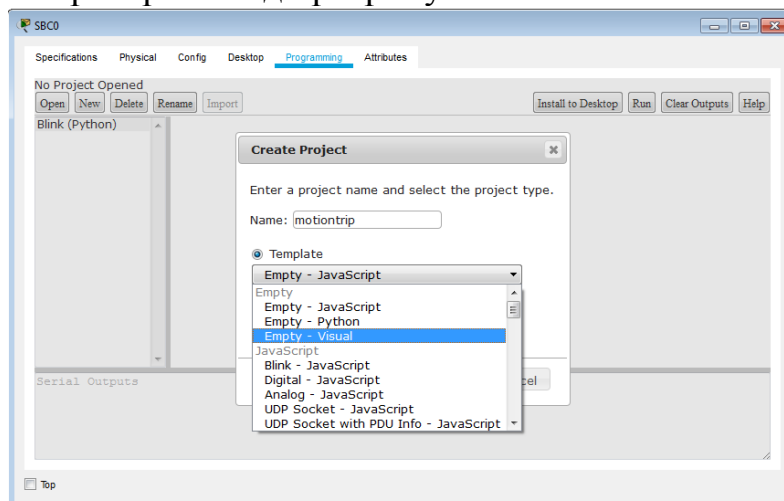 SBC0
Specifications Physical Config Desktop Programming Attributes
No Project Opened
Open New Delete Rename Import Install to Desktop Run Clear Outputs Help
Blink (Python)
Create Project
Enter a project name and select the project type.
Name: motiontrip
Template
Empty - JavaScript
Empty
Empty - JavaScript
Empty - Python
Empty - Visual
JavaScript
Blink - JavaScript
Digital - JavaScript
Analog - JavaScript
UDP Socket - JavaScript
UDP Socket with PDU Info - JavaScript
Serial Outputs
Top